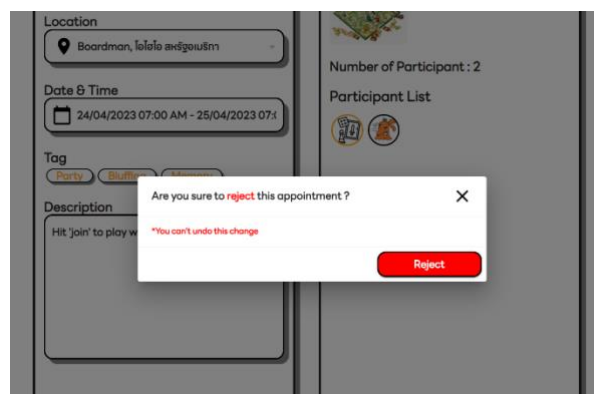 Location
Boardman, โอไฮโอ สหรัฐอเมริกา
Number of Participant : 2
Date & Time
24/04/2023 07:00 AM - 25/04/2023 07:(
Participant List
Tag
Party
Description
Hit 'join' to play w
Are you sure to reject this appointment ?
*You can't undo this change
Reject